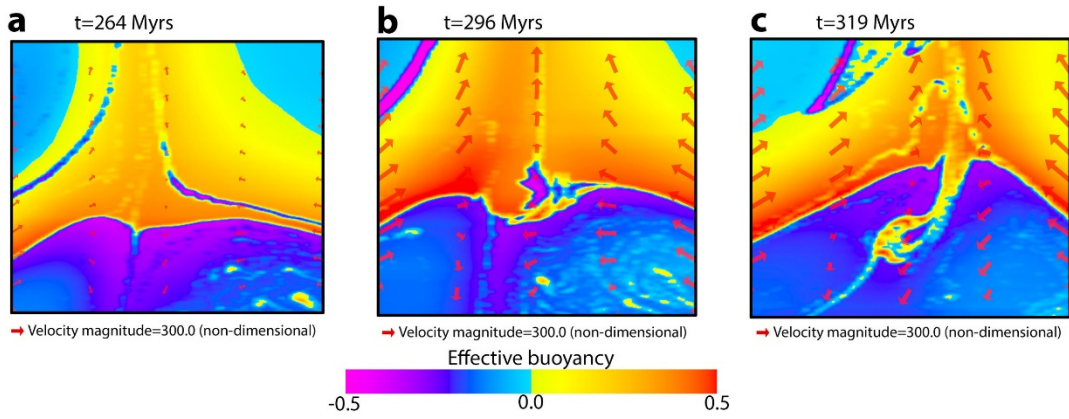 a t=264 Myrs
b t=296 Myrs
c t=319 Myrs
Velocity magnitude=300.0 (non-dimensional)
Velocity magnitude=300.0 (non-dimensional)
Velocity magnitude=300.0 (non-dimensional)
Effective buoyancy
-0.5 0.0 0.5